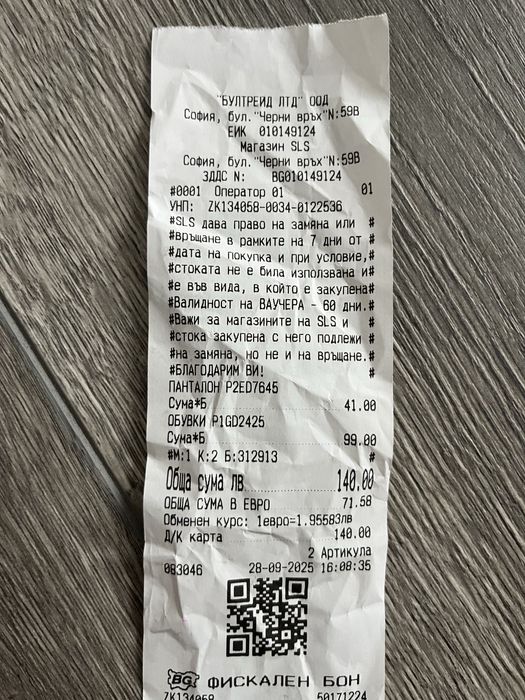 "БУЛТРЕЙД ЛТД" ООД
София, бул."Черни връх"N:59В
ЕИК 010149124
Магазин SLS
София, бул."Черни връх"N:59В
ЗДДС N: BG010149124
#0001 Оператор 01 01
УНП: ZK134058-0034-0122536
#SLS дава право на замяна или #
#връщане в рамките на 7 дни от #
#дата на покупка и при условие,#
#стоката не е била използвана и#
#е във вида, в който е закупена#
#Валидност на ВАУЧЕРА - 60 дни.#
#Важи за магазините на SLS и #
#стока закупена с него подлежи #
#на замяна, но не и на връщане.#
#БЛАГОДАРИМ ВИ! #
ПАНТАЛОН P2ED7645
Сума*Б 41.00
ОБУВКИ P1GD2425
Сума*Б 99.00
#М:1 К:2 Б:312913 #
Обща сума лв 140.00
ОБЩА СУМА В ЕВРО 71.58
Обменен курс: 1евро=1.95583лв
Д/К карта 140.00
2 Артикула
083046 28-09-2025 16:08:35
BG ФИСКАЛЕН БОН
ZK134058 50171224